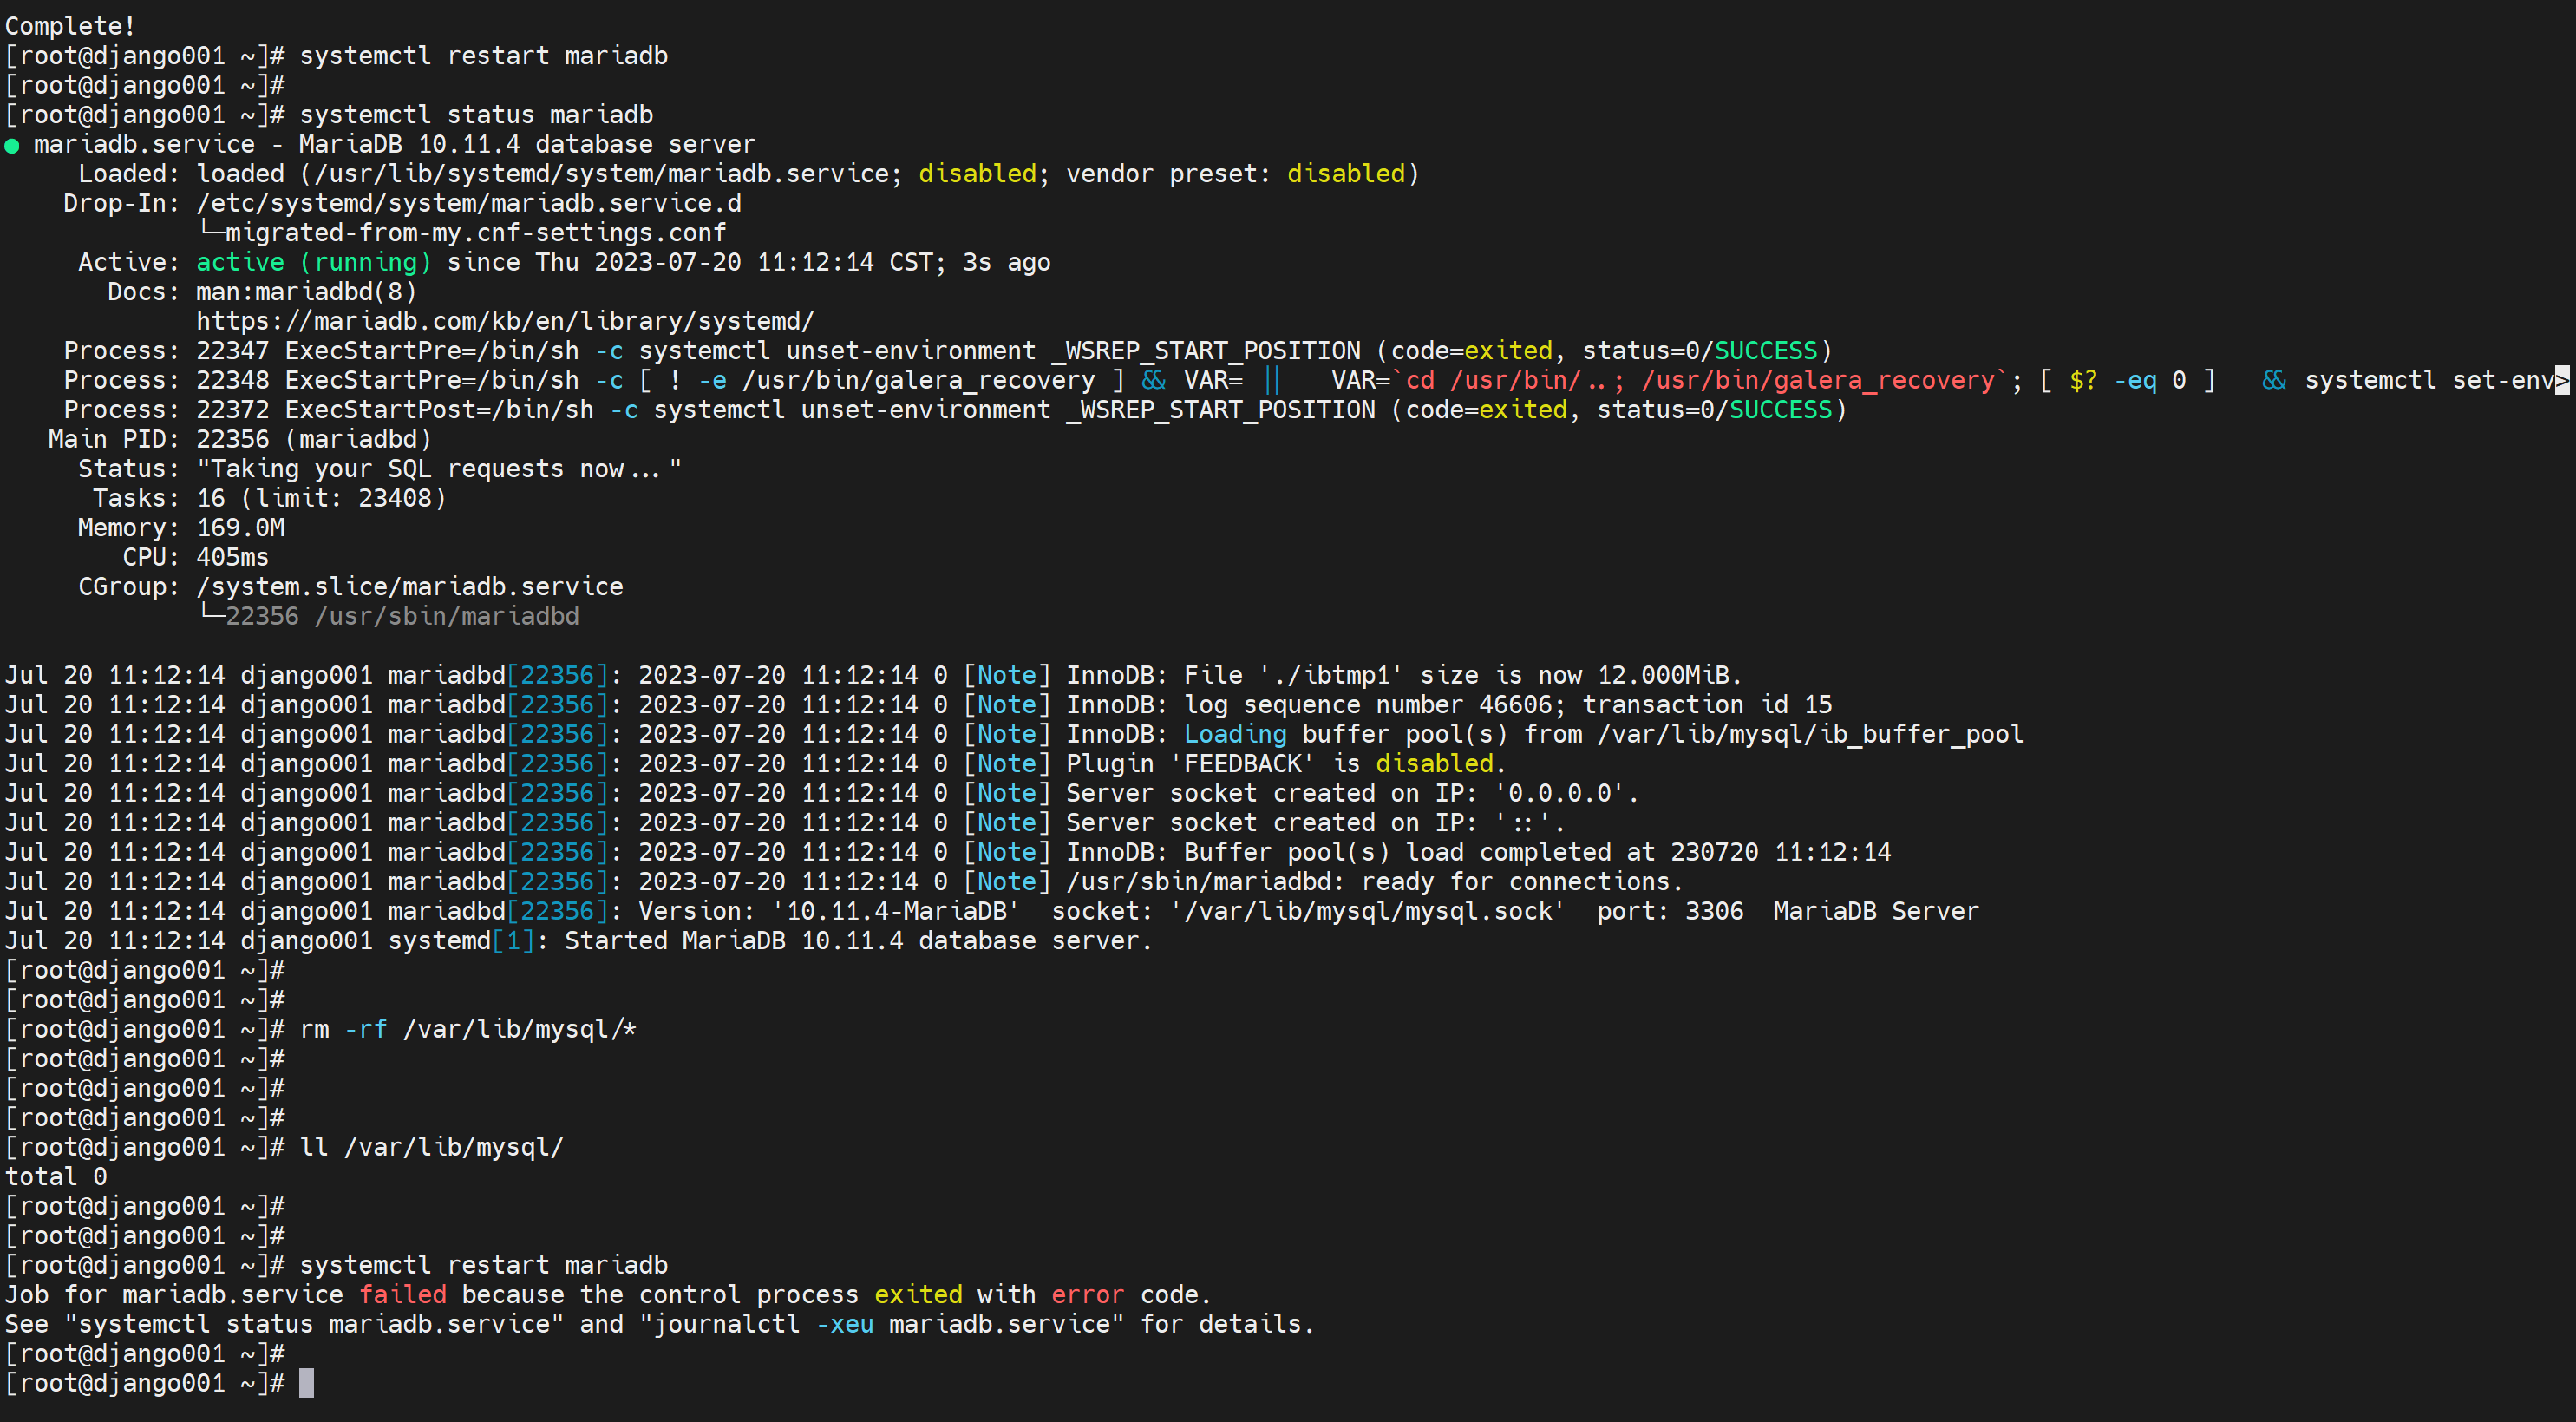 Complete!
[root@django001 ~]# systemctl restart mariadb
[root@django001 ~]#
[root@django001 ~]# systemctl status mariadb
● mariadb.service - MariaDB 10.11.4 database server
     Loaded: loaded (/usr/lib/systemd/system/mariadb.service; disabled; vendor preset: disabled)
    Drop-In: /etc/systemd/system/mariadb.service.d
             └─migrated-from-my.cnf-settings.conf
     Active: active (running) since Thu 2023-07-20 11:12:14 CST; 3s ago
       Docs: man:mariadbd(8)
             https://mariadb.com/kb/en/library/systemd/
    Process: 22347 ExecStartPre=/bin/sh -c systemctl unset-environment _WSREP_START_POSITION (code=exited, status=0/SUCCESS)
    Process: 22348 ExecStartPre=/bin/sh -c [ ! -e /usr/bin/galera_recovery ] && VAR= ||   VAR=`cd /usr/bin/..; /usr/bin/galera_recovery`; [ $? -eq 0 ]   && systemctl set-env>
    Process: 22372 ExecStartPost=/bin/sh -c systemctl unset-environment _WSREP_START_POSITION (code=exited, status=0/SUCCESS)
   Main PID: 22356 (mariadbd)
     Status: "Taking your SQL requests now..."
      Tasks: 16 (limit: 23408)
     Memory: 169.0M
        CPU: 405ms
     CGroup: /system.slice/mariadb.service
             └─22356 /usr/sbin/mariadbd
Jul 20 11:12:14 django001 mariadbd[22356]: 2023-07-20 11:12:14 0 [Note] InnoDB: File './ibtmp1' size is now 12.000MiB.
Jul 20 11:12:14 django001 mariadbd[22356]: 2023-07-20 11:12:14 0 [Note] InnoDB: log sequence number 46606; transaction id 15
Jul 20 11:12:14 django001 mariadbd[22356]: 2023-07-20 11:12:14 0 [Note] InnoDB: Loading buffer pool(s) from /var/lib/mysql/ib_buffer_pool
Jul 20 11:12:14 django001 mariadbd[22356]: 2023-07-20 11:12:14 0 [Note] Plugin 'FEEDBACK' is disabled.
Jul 20 11:12:14 django001 mariadbd[22356]: 2023-07-20 11:12:14 0 [Note] Server socket created on IP: '0.0.0.0'.
Jul 20 11:12:14 django001 mariadbd[22356]: 2023-07-20 11:12:14 0 [Note] Server socket created on IP: '::'.
Jul 20 11:12:14 django001 mariadbd[22356]: 2023-07-20 11:12:14 0 [Note] InnoDB: Buffer pool(s) load completed at 230720 11:12:14
Jul 20 11:12:14 django001 mariadbd[22356]: 2023-07-20 11:12:14 0 [Note] /usr/sbin/mariadbd: ready for connections.
Jul 20 11:12:14 django001 mariadbd[22356]: Version: '10.11.4-MariaDB'  socket: '/var/lib/mysql/mysql.sock'  port: 3306  MariaDB Server
Jul 20 11:12:14 django001 systemd[1]: Started MariaDB 10.11.4 database server.
[root@django001 ~]#
[root@django001 ~]#
[root@django001 ~]# rm -rf /var/lib/mysql/*
[root@django001 ~]#
[root@django001 ~]#
[root@django001 ~]#
[root@django001 ~]# ll /var/lib/mysql/
total 0
[root@django001 ~]#
[root@django001 ~]#
[root@django001 ~]# systemctl restart mariadb
Job for mariadb.service failed because the control process exited with error code.
See "systemctl status mariadb.service" and "journalctl -xeu mariadb.service" for details.
[root@django001 ~]#
[root@django001 ~]#